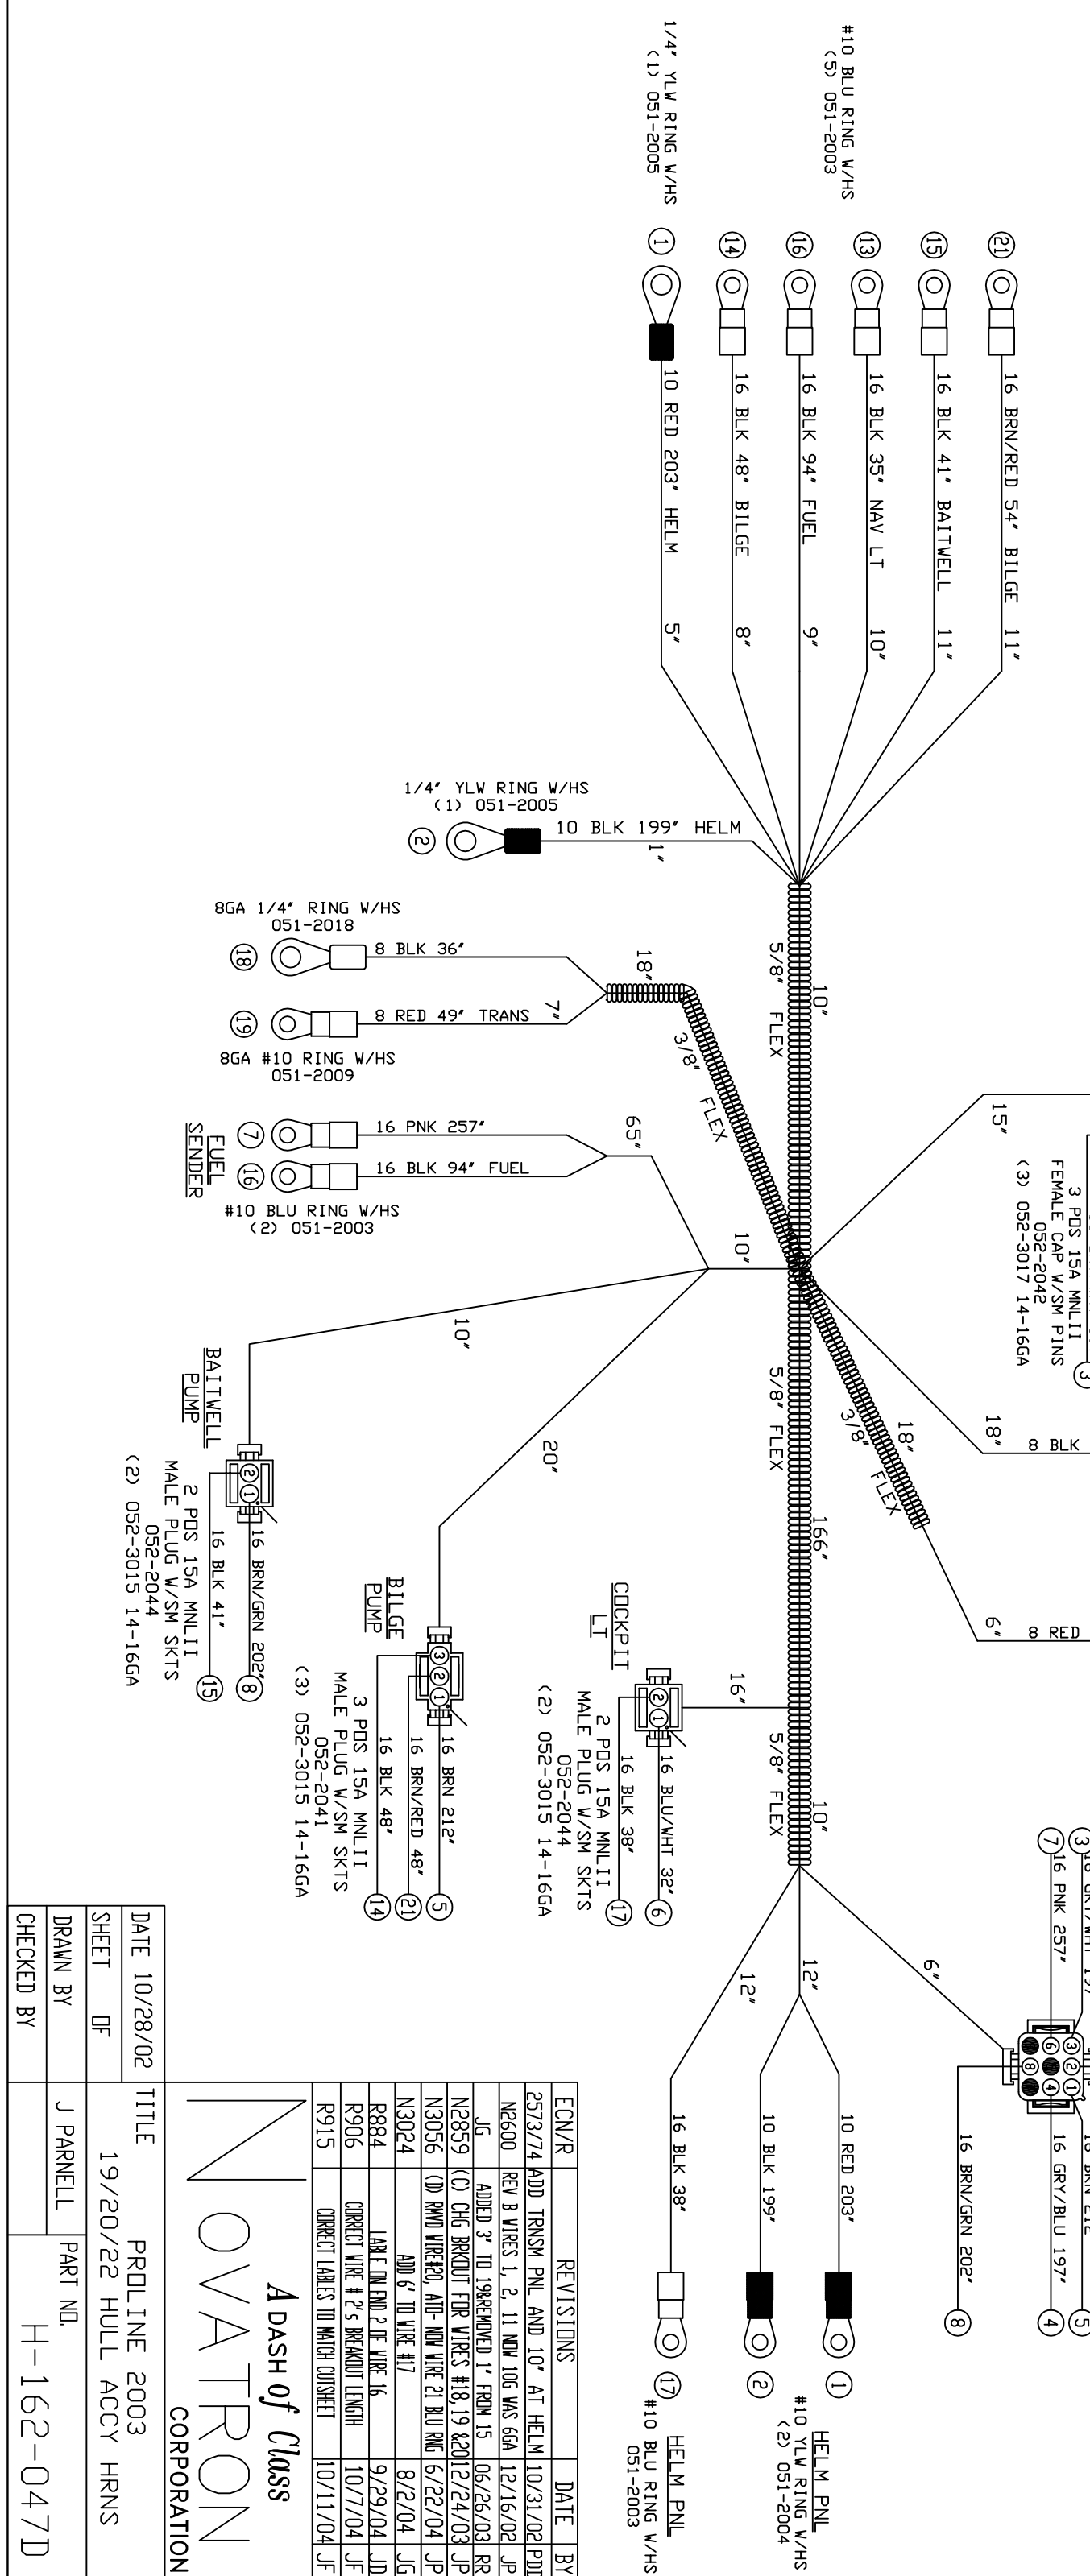 #10 BLU RING W/HS
(5) 051-2003
1/4" YLW RING W/HS
(1) 051-2005
21
16 BRN/RED 54" BILGE 11"
15
16 BLK 41" BAITWELL 11"
13
16 BLK 35" NAV LT 10"
16
16 BLK 94" FUEL 9"
14
16 BLK 48" BILGE 8"
1
10 RED 203" HELM 5"
1/4" YLW RING W/HS
(1) 051-2005
2
10 BLK 199" HELM
1"
8GA 1/4" RING W/HS
051-2018
18
8 BLK 36"
19
8 RED 49" TRANS 7"
8GA #10 RING W/HS
051-2009
18"
3/8" FLEX
10"
5/8" FLEX
7
16 PNK 257"
16
16 BLK 94" FUEL
FUEL
SENDER
#10 BLU RING W/HS
(2) 051-2003
65"
10"
15"
3 POS 15A MNLII
FEMALE CAP W/SM PINS
052-2042
(3) 052-3017 14-16GA
3
18"
8 BLK
18"
3/8" FLEX
6"
8 RED
10"
BAITWELL
PUMP
2 1
16 BRN/GRN 202"
8
16 BLK 41"
15
2 POS 15A MNLII
MALE PLUG W/SM SKTS
052-2044
(2) 052-3015 14-16GA
20"
BILGE
PUMP
3 2 1
16 BRN 212"
5
16 BRN/RED 48"
21
16 BLK 48"
14
3 POS 15A MNLII
MALE PLUG W/SM SKTS
052-2041
(3) 052-3015 14-16GA
5/8" FLEX
166"
COCKPIT
LT
16"
2 1
16 BLU/WHT 32"
6
16 BLK 38"
17
2 POS 15A MNLII
MALE PLUG W/SM SKTS
052-2044
(2) 052-3015 14-16GA
5/8" FLEX
10"
3
7
16 PNK 257"
6"
3 2 1
6 4
8
5
16 GRY/BLU 197"
4
16 BRN/GRN 202"
8
12"
10 RED 203"
1
10 BLK 199"
2
HELM PNL
#10 YLW RING W/HS
(2) 051-2004
12"
16 BLK 38"
17
HELM PNL
#10 BLU RING W/HS
051-2003
ECN/R REVISIONS DATE BY
2573/74 ADD TRNSM PNL AND 10" AT HELM 10/31/02 PDD
N2600 REV B WIRES 1, 2, 11 NOW 10G WAS 6GA 12/16/02 JP
JG ADDED 3" TO 19&REMOVED 1" FROM 15 06/26/03 RR
N2859 (C) CHG BRKOUT FOR WIRES #18,19 &20 12/24/03 JP
N3056 (D) RMVD WIRE#20, ATO- NOW WIRE 21 BLU RNG 6/22/04 JP
N3024 ADD 6" TO WIRE #17 8/2/04 JG
R884 LABLE ON END 2 OF WIRE 16 9/29/04 JD
R906 CORRECT WIRE # 2's BREAKOUT LENGTH 10/7/04 JF
R915 CORRECT LABLES TO MATCH CUTSHEET 10/11/04 JF
A DASH of Class
NOVATRON
CORPORATION
DATE 10/28/02
TITLE PROLINE 2003
19/20/22 HULL ACCY HRNS
SHEET OF
DRAWN BY J PARNELL
PART NO. H-162-047D
CHECKED BY